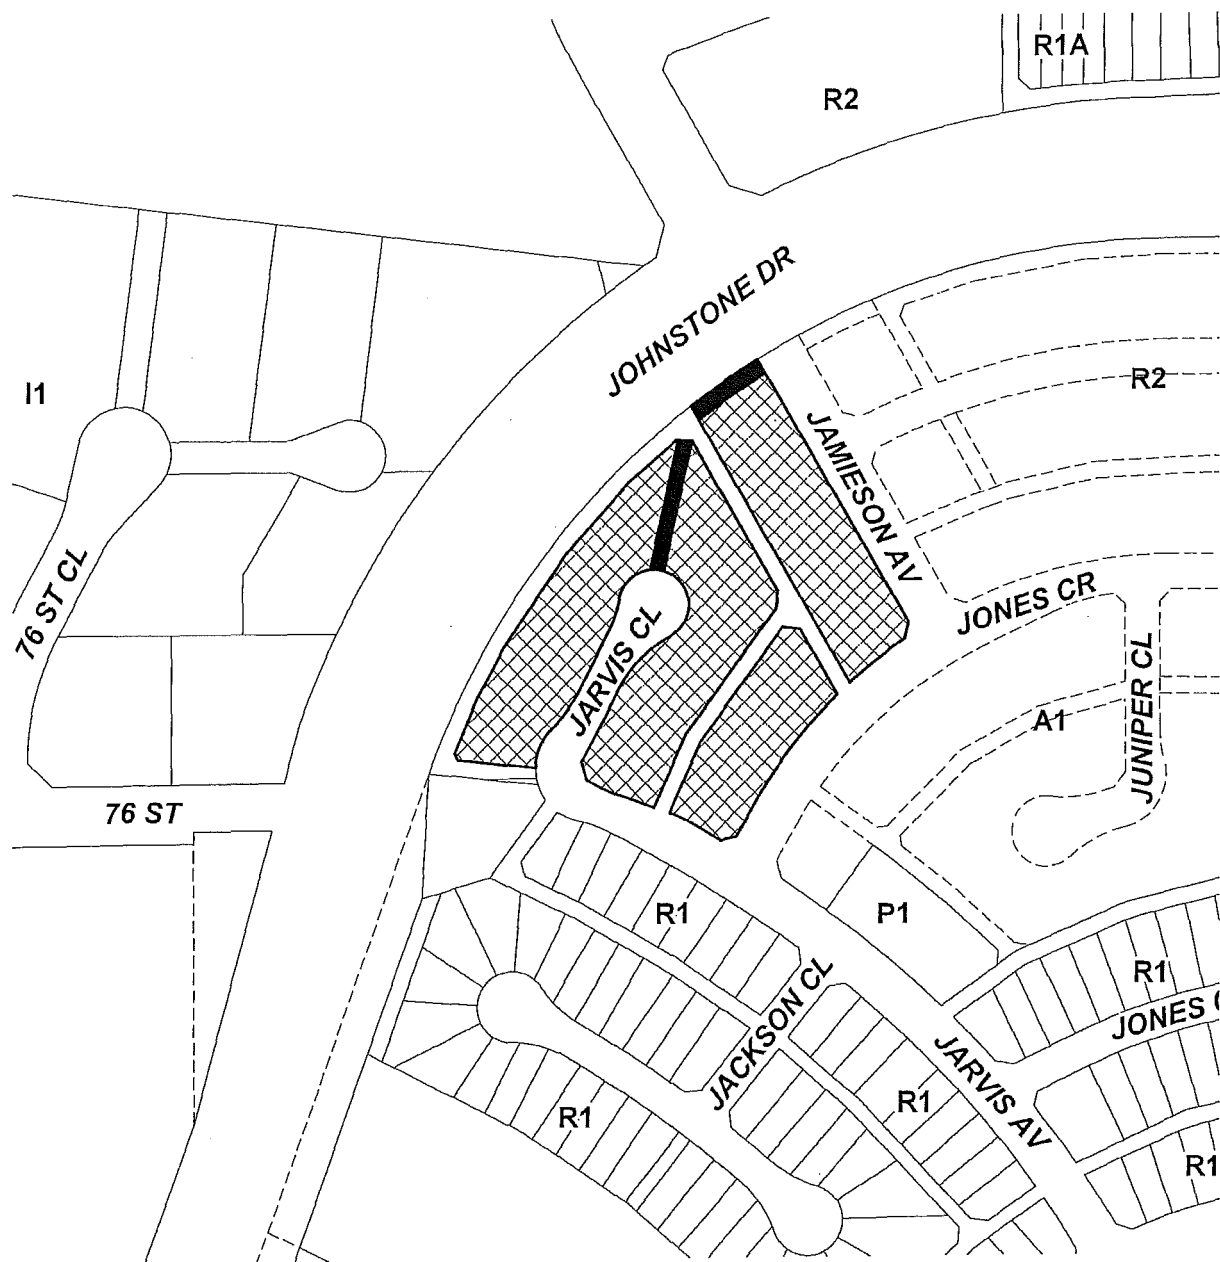 R1A
R2
JOHNSTONE DR
I1
R2
JAMIESON AV
76 ST CL
JONES CR
JARVIS CL
JUNIPER CL
A1
76 ST
R1
P1
R1
JACKSON CL
JONES
JARVIS AV
R1
R1
R1